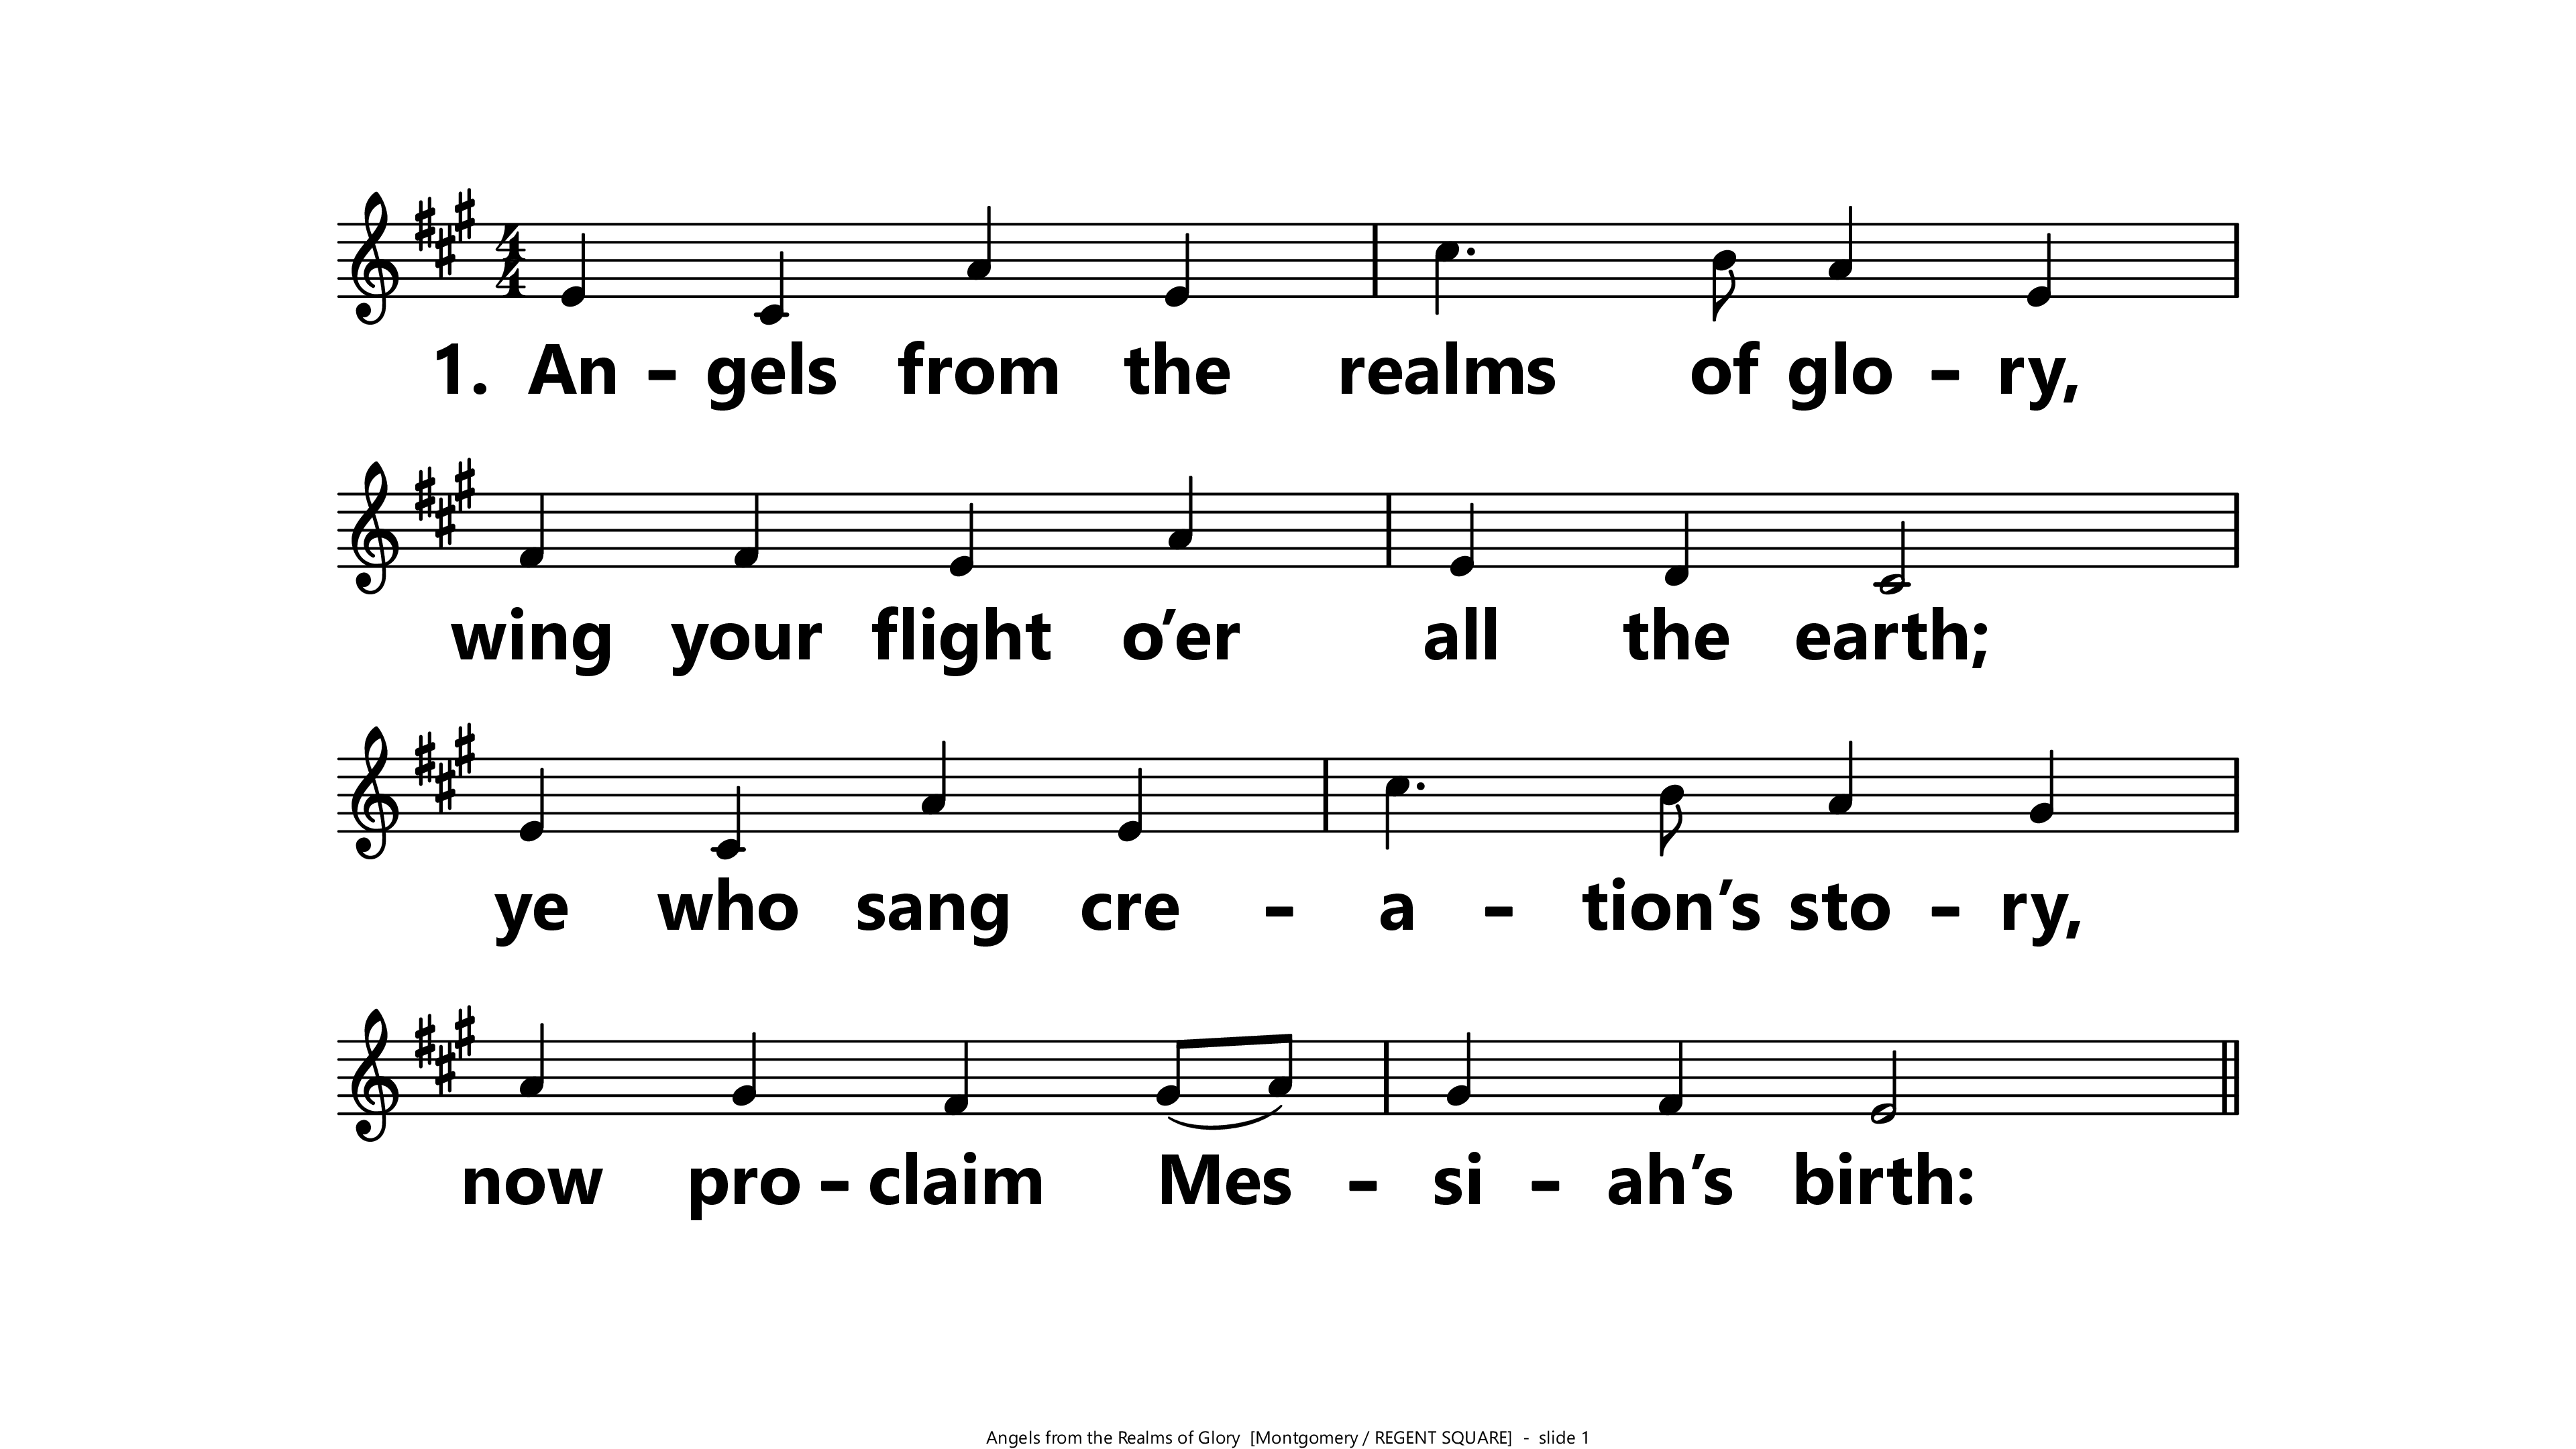 1. An - gels from the realms of glo - ry,
wing your flight o’er all the earth;
ye who sang cre - a - tion’s sto - ry,
now pro - claim Mes - si - ah’s birth:
Angels from the Realms of Glory [Montgomery / REGENT SQUARE] - slide 1